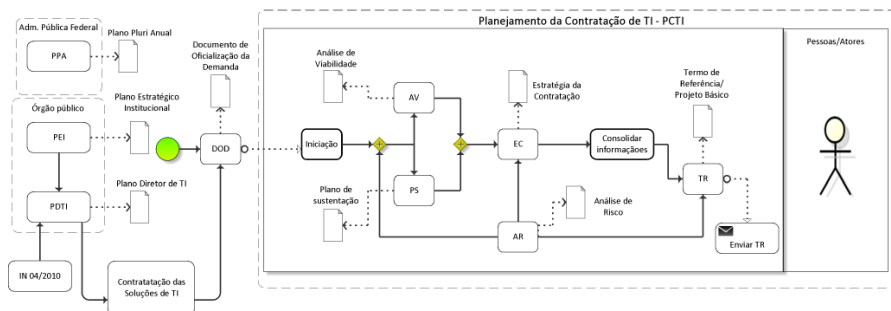 Planejamento da Contratação de TI - PCTI
Adm. Pública Federal
PPA
Plano Pluri Anual
Órgão público
PEI
Plano Estratégico
Institucional
PDTI
Plano Diretor de TI
IN 04/2010
Contratatação das
Soluções de TI
Documento de
Oficialização da
Demanda
DOD
Iniciação
Análise de
Viabilidade
AV
PS
Plano de
sustentação
Estratégia da
Contratação
EC
AR
Análise de
Risco
Consolidar
informaçãoes
Termo de
Referência/
Projeto Básico
TR
Enviar TR
Pessoas/Atores